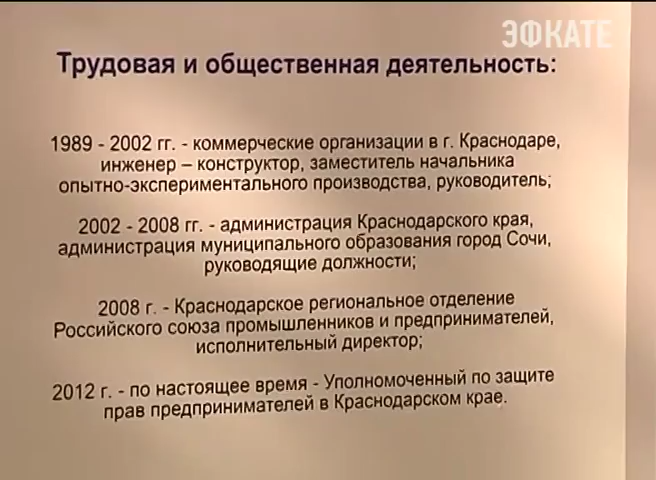 ЭФКАТЕ
Трудовая и общественная деятельность:
1989 - 2002 гг. - коммерческие организации в г. Краснодаре,
инженер – конструктор, заместитель начальника
опытно-экспериментального производства, руководитель;
2002 - 2008 гг. - администрация Краснодарского края,
администрация муниципального образования город Сочи,
руководящие должности;
2008 г. - Краснодарское региональное отделение
Российского союза промышленников и предпринимателей,
исполнительный директор;
2012 г. - по настоящее время - Уполномоченный по защите
прав предпринимателей в Краснодарском крае.